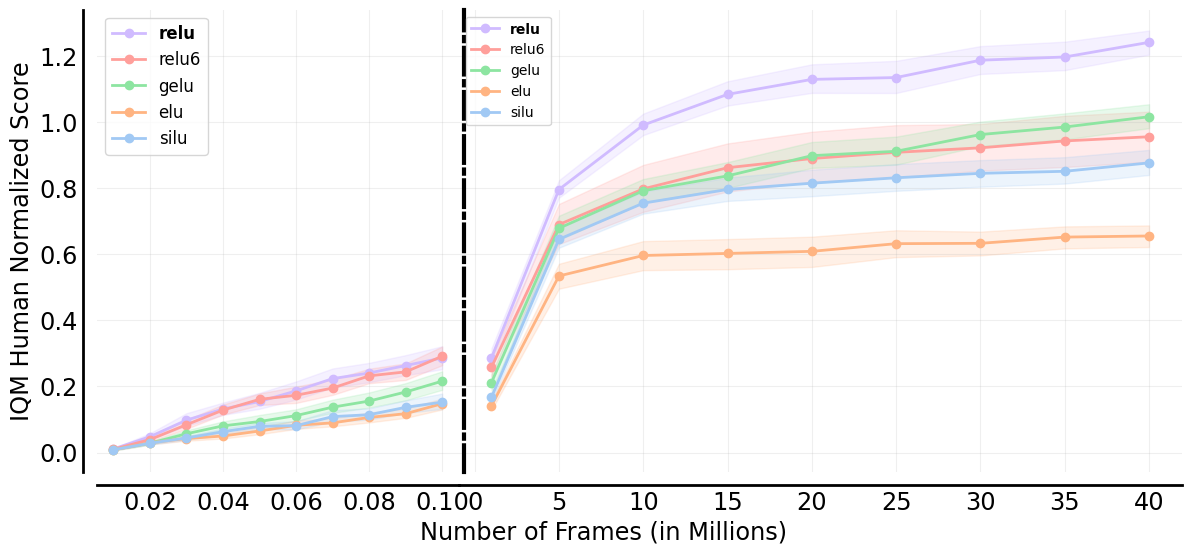 IQM Human Normalized Score
1.2
1.0
0.8
0.6
0.4
0.2
0.0
relu
relu6
gelu
elu
silu
relu
relu6
gelu
elu
silu
0.02 0.04 0.06 0.08 0.10 0 5 10 15 20 25 30 35 40
Number of Frames (in Millions)